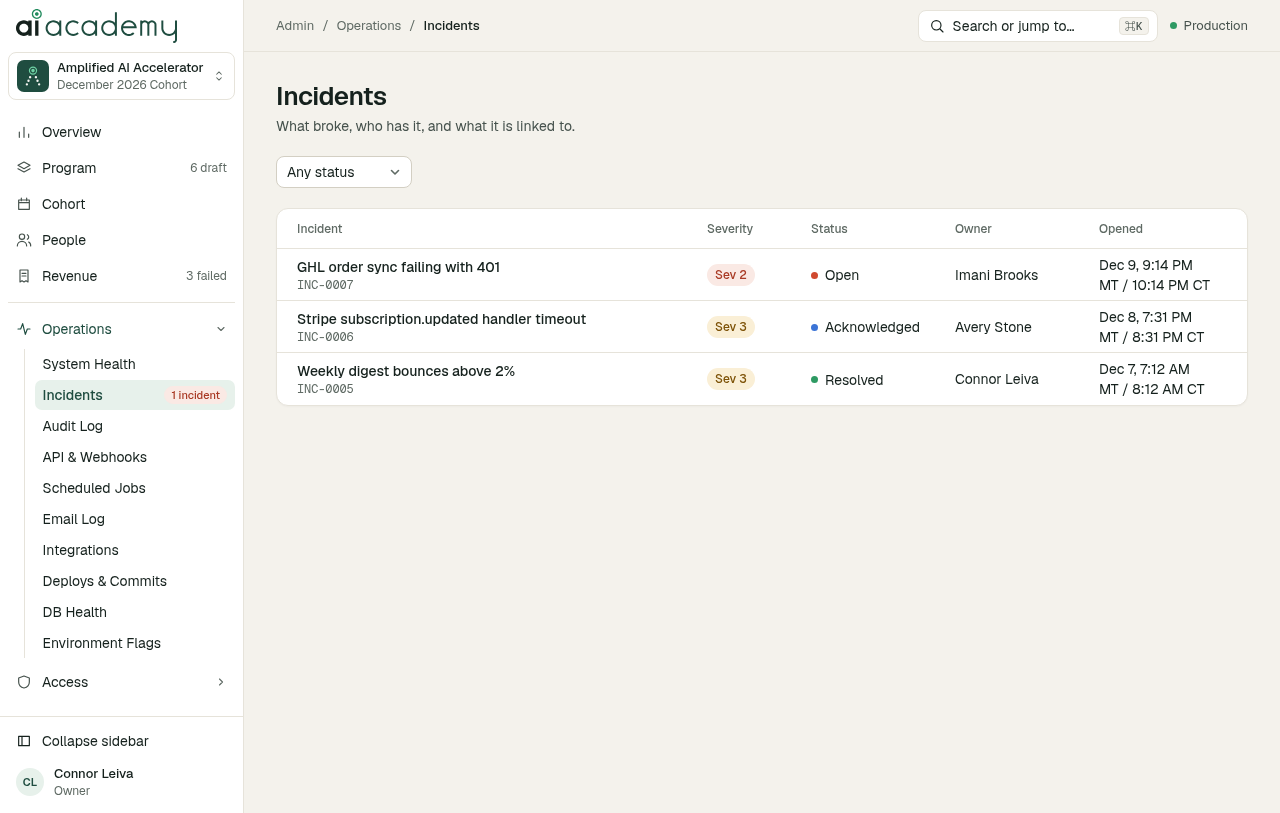 ai academy
Amplified AI Accelerator
December 2026 Cohort
Overview
Program 6 draft
Cohort
People
Revenue 3 failed
Operations
System Health
Incidents 1 incident
Audit Log
API & Webhooks
Scheduled Jobs
Email Log
Integrations
Deploys & Commits
DB Health
Environment Flags
Access
Collapse sidebar
CL
Connor Leiva
Owner
Admin / Operations / Incidents
Search or jump to… ⌘K
Production
Incidents
What broke, who has it, and what it is linked to.
Any status
Incident Severity Status Owner Opened
GHL order sync failing with 401
INC-0007
Sev 2
Open
Imani Brooks
Dec 9, 9:14 PM
MT / 10:14 PM CT
Stripe subscription.updated handler timeout
INC-0006
Sev 3
Acknowledged
Avery Stone
Dec 8, 7:31 PM
MT / 8:31 PM CT
Weekly digest bounces above 2%
INC-0005
Sev 3
Resolved
Connor Leiva
Dec 7, 7:12 AM
MT / 8:12 AM CT